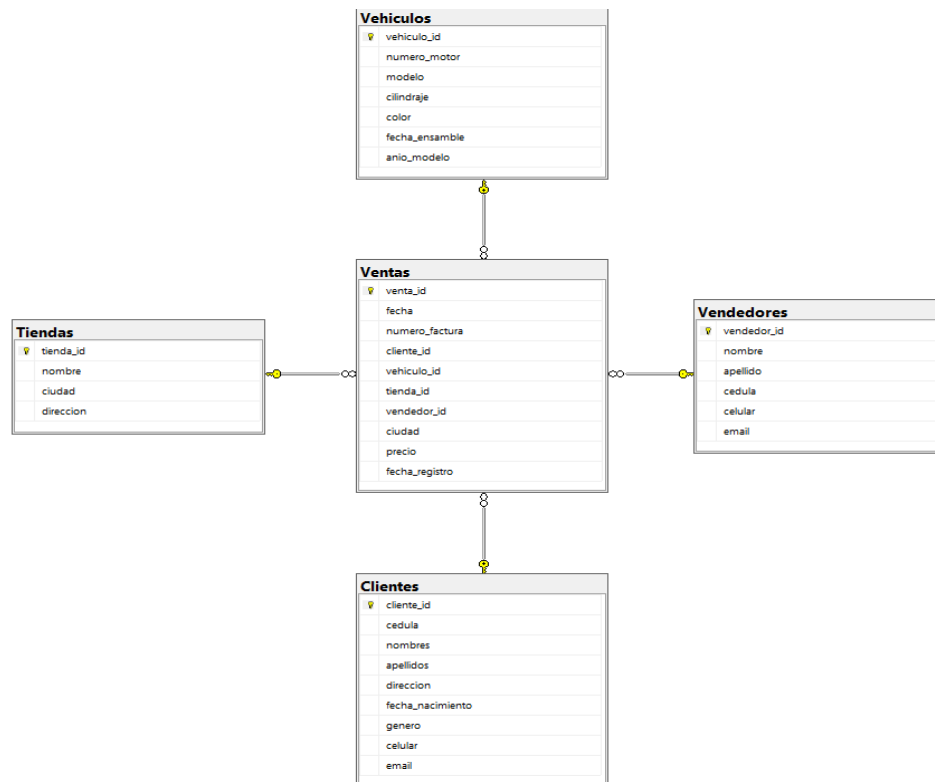 Vehiculos
vehiculo_id
numero_motor
modelo
cilindraje
color
fecha_ensamble
anio_modelo
Ventas
venta_id
fecha
numero_factura
cliente_id
vehiculo_id
tienda_id
vendedor_id
ciudad
precio
fecha_registro
Tiendas
tienda_id
nombre
ciudad
direccion
Vendedores
vendedor_id
nombre
apellido
cedula
celular
email
Clientes
cliente_id
cedula
nombres
apellidos
direccion
fecha_nacimiento
genero
celular
email